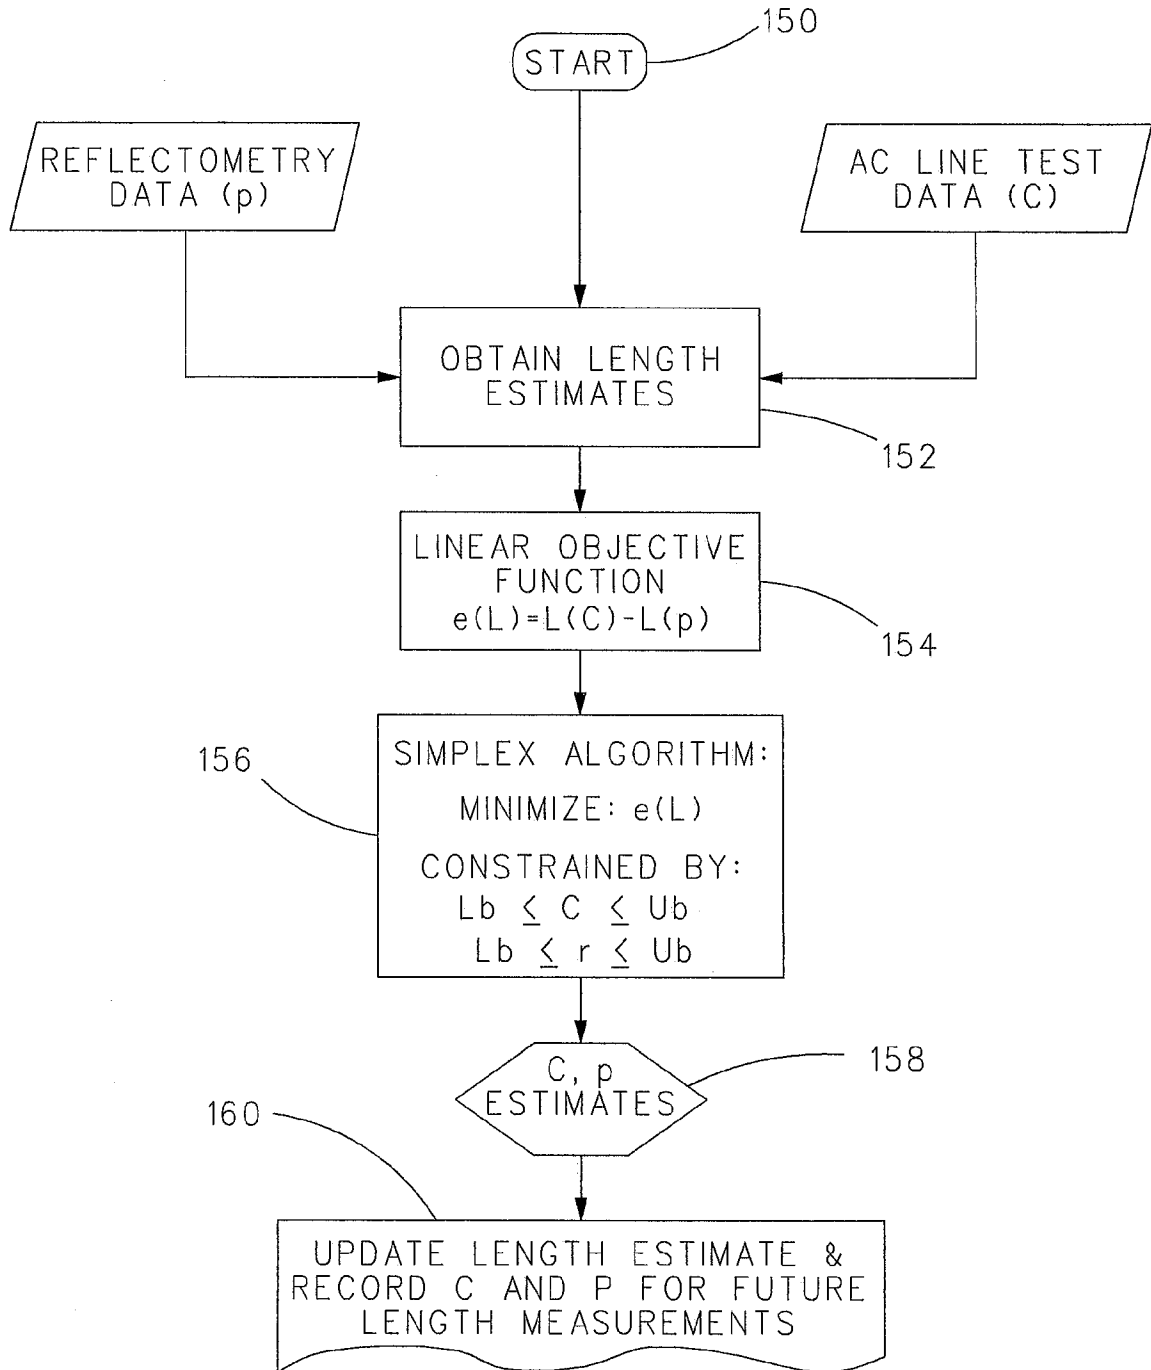 150
START
REFLECTOMETRY
DATA (p)
AC LINE TEST
DATA (C)
OBTAIN LENGTH
ESTIMATES
152
LINEAR OBJECTIVE
FUNCTION
e(L)=L(C)-L(p)
154
156
SIMPLEX ALGORITHM:
MINIMIZE: e(L)
CONSTRAINED BY:
Lb ≤ C ≤ Ub
Lb ≤ r ≤ Ub
C, p
ESTIMATES
158
160
UPDATE LENGTH ESTIMATE &
RECORD C AND P FOR FUTURE
LENGTH MEASUREMENTS